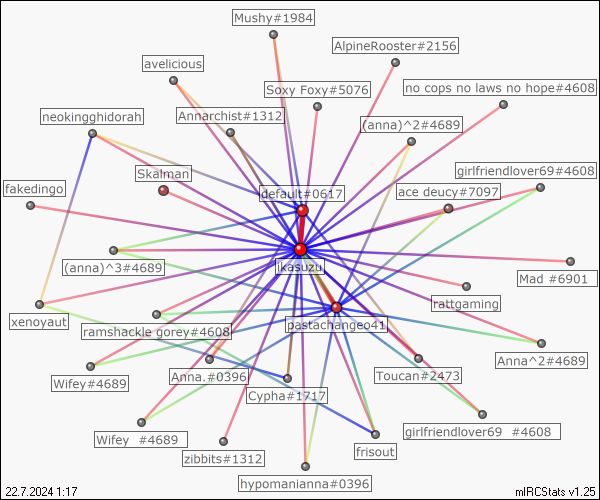 Mushy#1984
AlpineRooster#2156
avelicious
Soxy Foxy#5076
no cops no laws no hope#4608
neokingghidorah
Annarchist#1312
(anna)^2#4689
Skalman
girlfriendlover69#4608
fakedingo
default#0617
ace deucy#7097
(anna)^3#4689
ikasuzu
Mad #6901
rattgaming
xenoyaut
ramshackle gorey#4608
pastachangeo41
Anna^2#4689
Wifey#4689
Anna.#0396
Toucan#2473
Cypha#1717
Wifey  #4689
girlfriendlover69  #4608
zibbits#1312
frisout
hypomanianna#0396
22.7.2024 1:17
mIRCStats v1.25